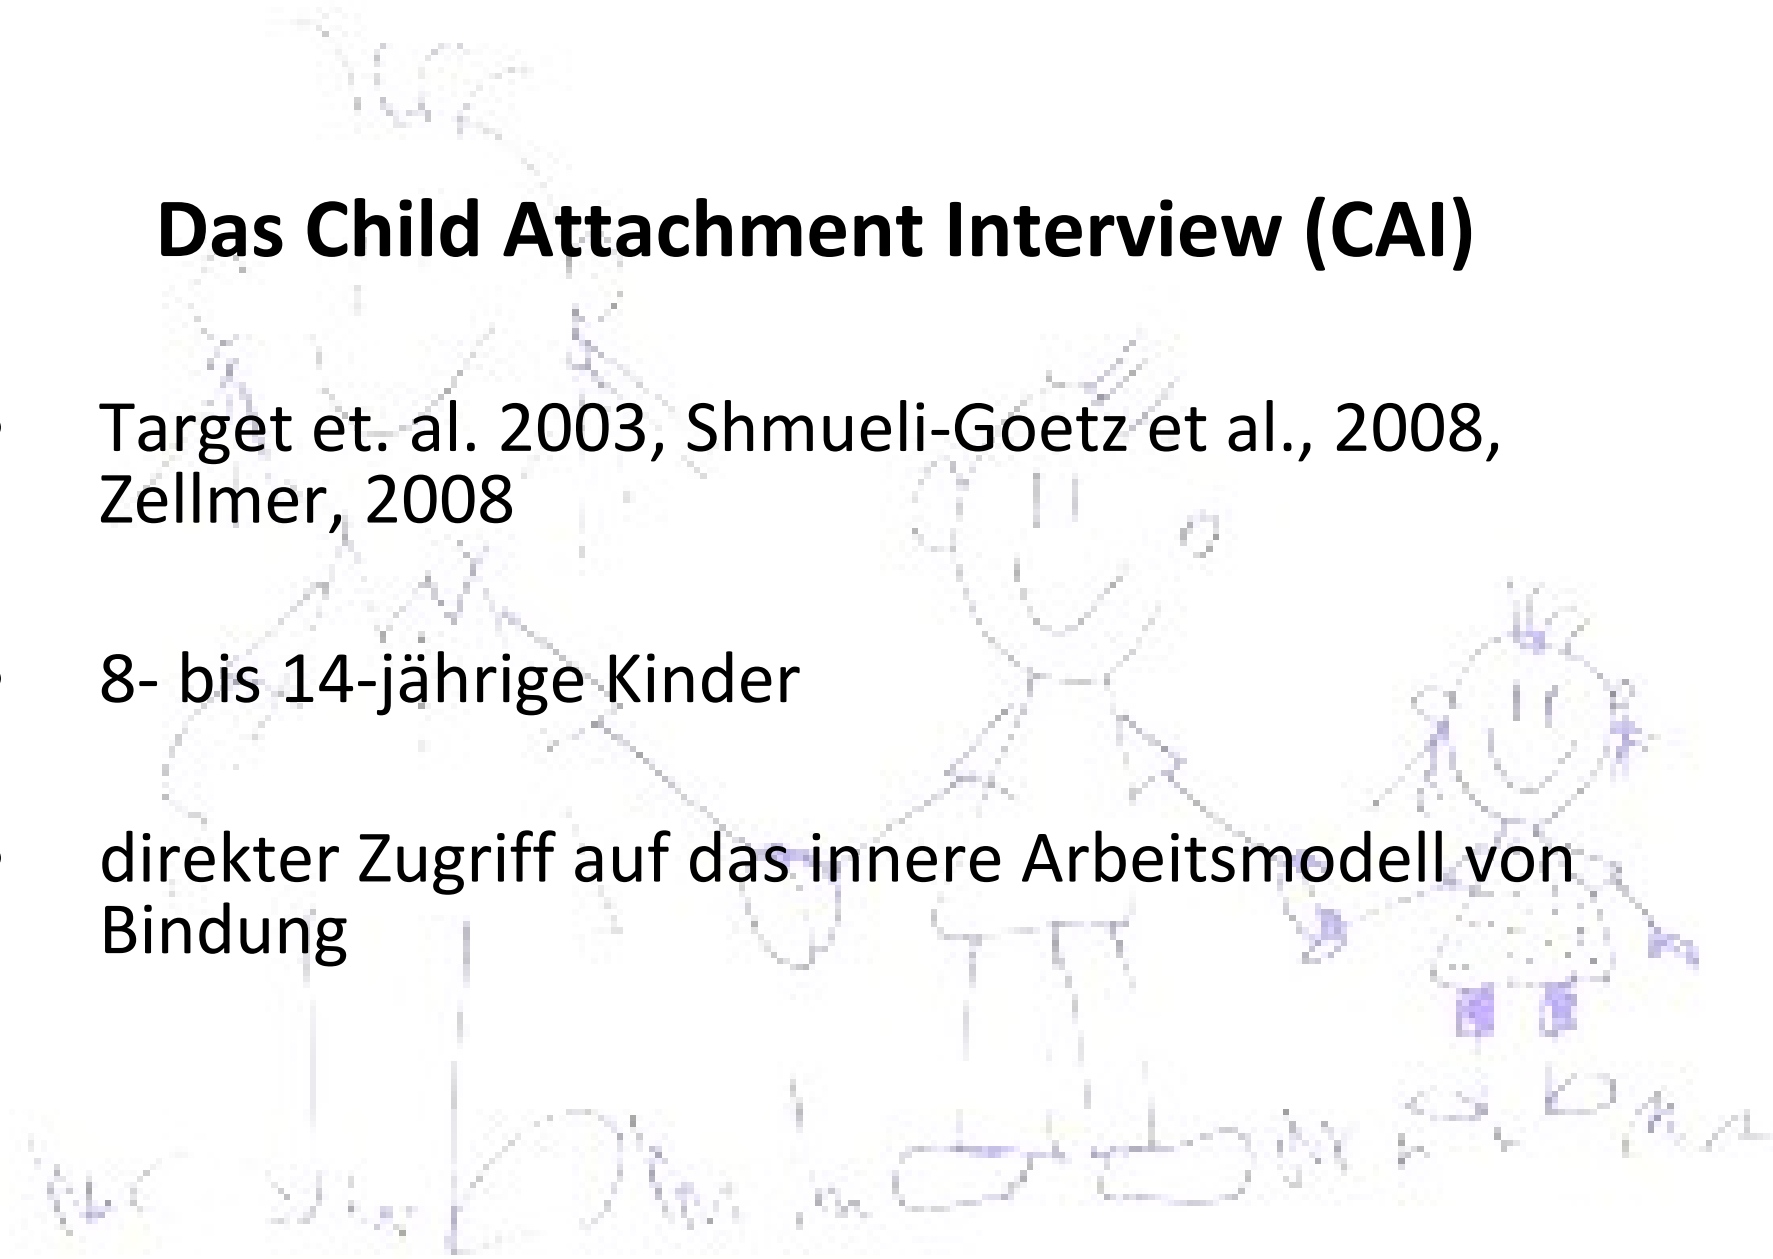 Das Child Attachment Interview (CAI)
• Target et. al. 2003, Shmueli-Goetz et al., 2008,
Zellmer, 2008
• 8- bis 14-jährige Kinder
• direkter Zugriff auf das innere Arbeitsmodell von
Bindung